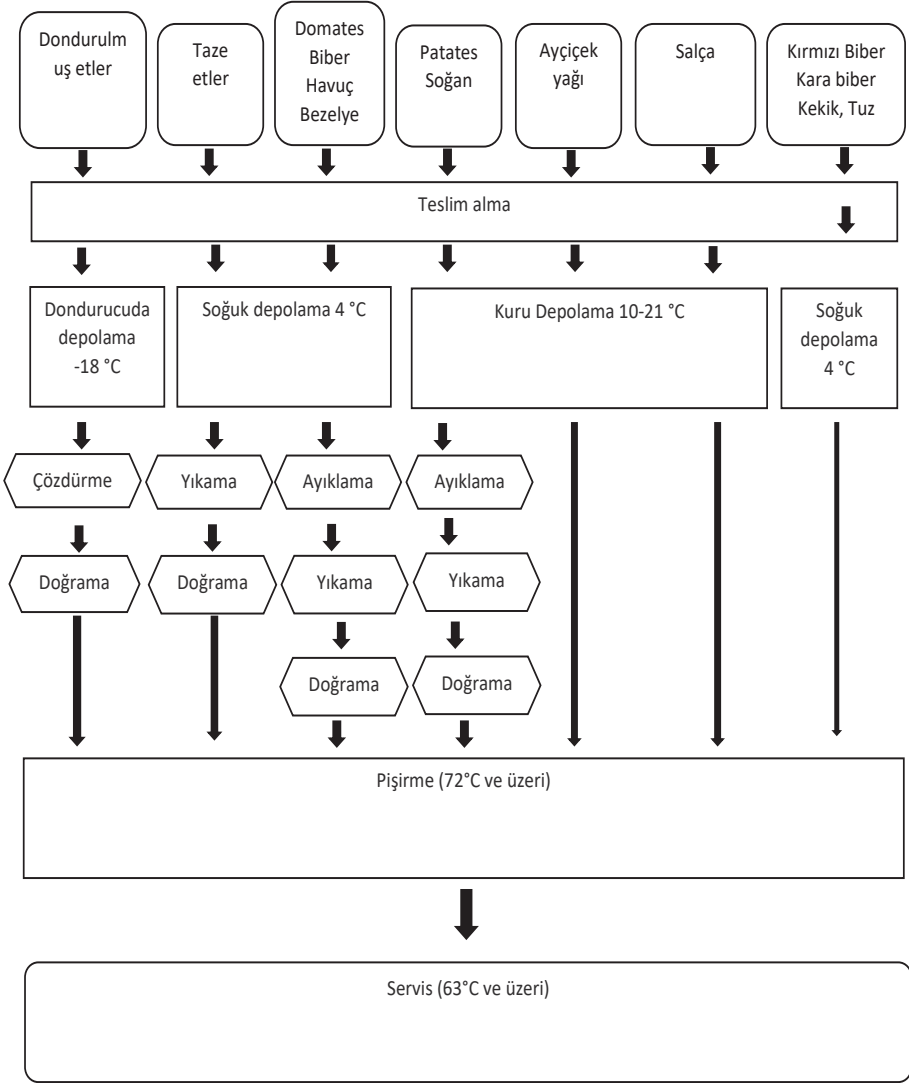 Dondurulm
uş etler
Taze
etler
Domates
Biber
Havuç
Bezelye
Patates
Soğan
Ayçiçek
yağı
Salça
Kırmızı Biber
Kara biber
Kekik, Tuz
Teslim alma
Dondurucuda
depolama
-18 °C
Soğuk depolama 4 °C
Kuru Depolama 10-21 °C
Soğuk
depolama
4 °C
Çözdürme
Yıkama
Ayıklama
Ayıklama
Doğrama
Doğrama
Yıkama
Yıkama
Doğrama
Doğrama
Pişirme (72°C ve üzeri)
Servis (63°C ve üzeri)